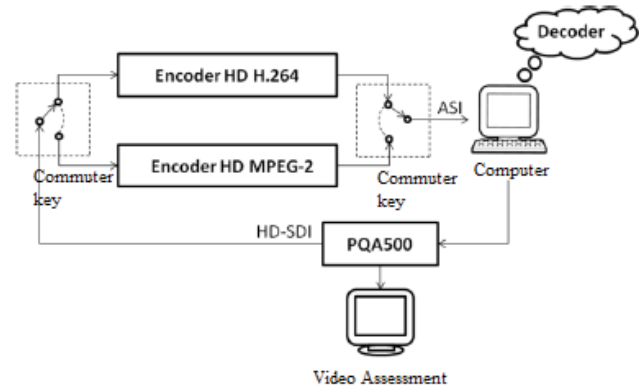 Decoder
Encoder HD H.264
ASI
Encoder HD MPEG-2
Commuter
key
Commuter
key
Computer
HD-SDI
PQA500
Video Assessment